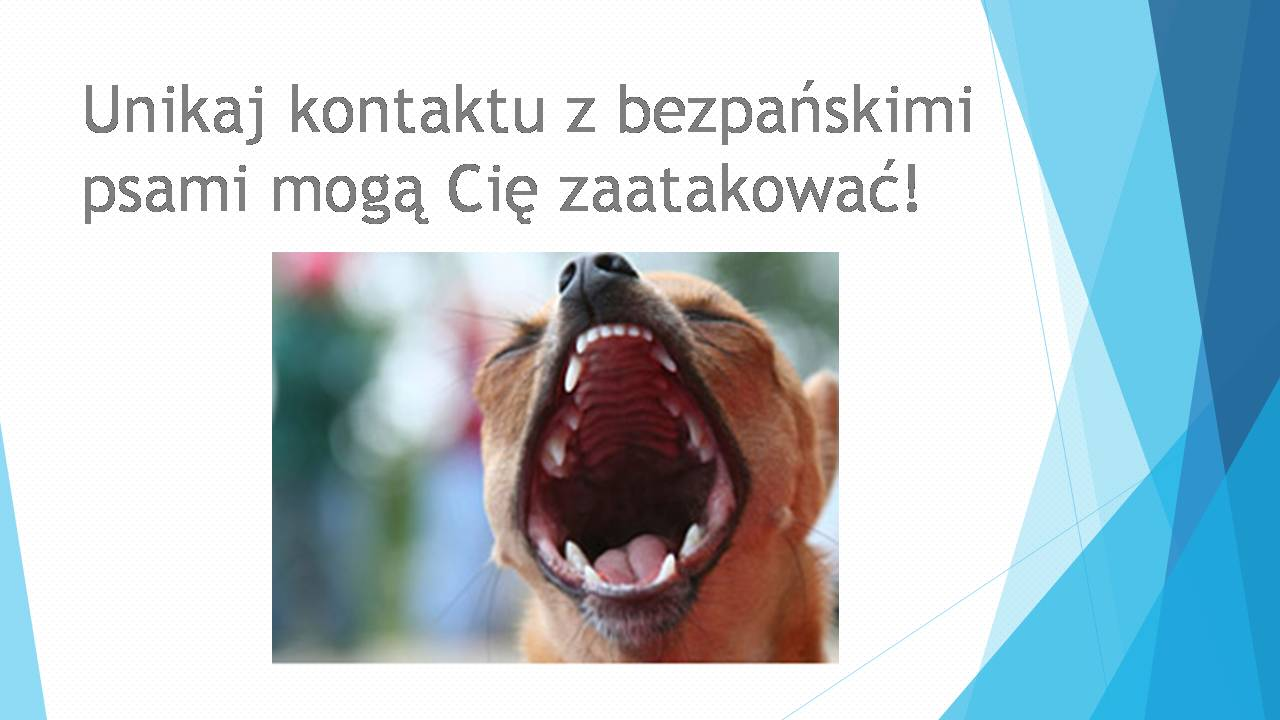 Unikaj kontaktu z bezpańskimi
psami mogą Cię zaatakować!